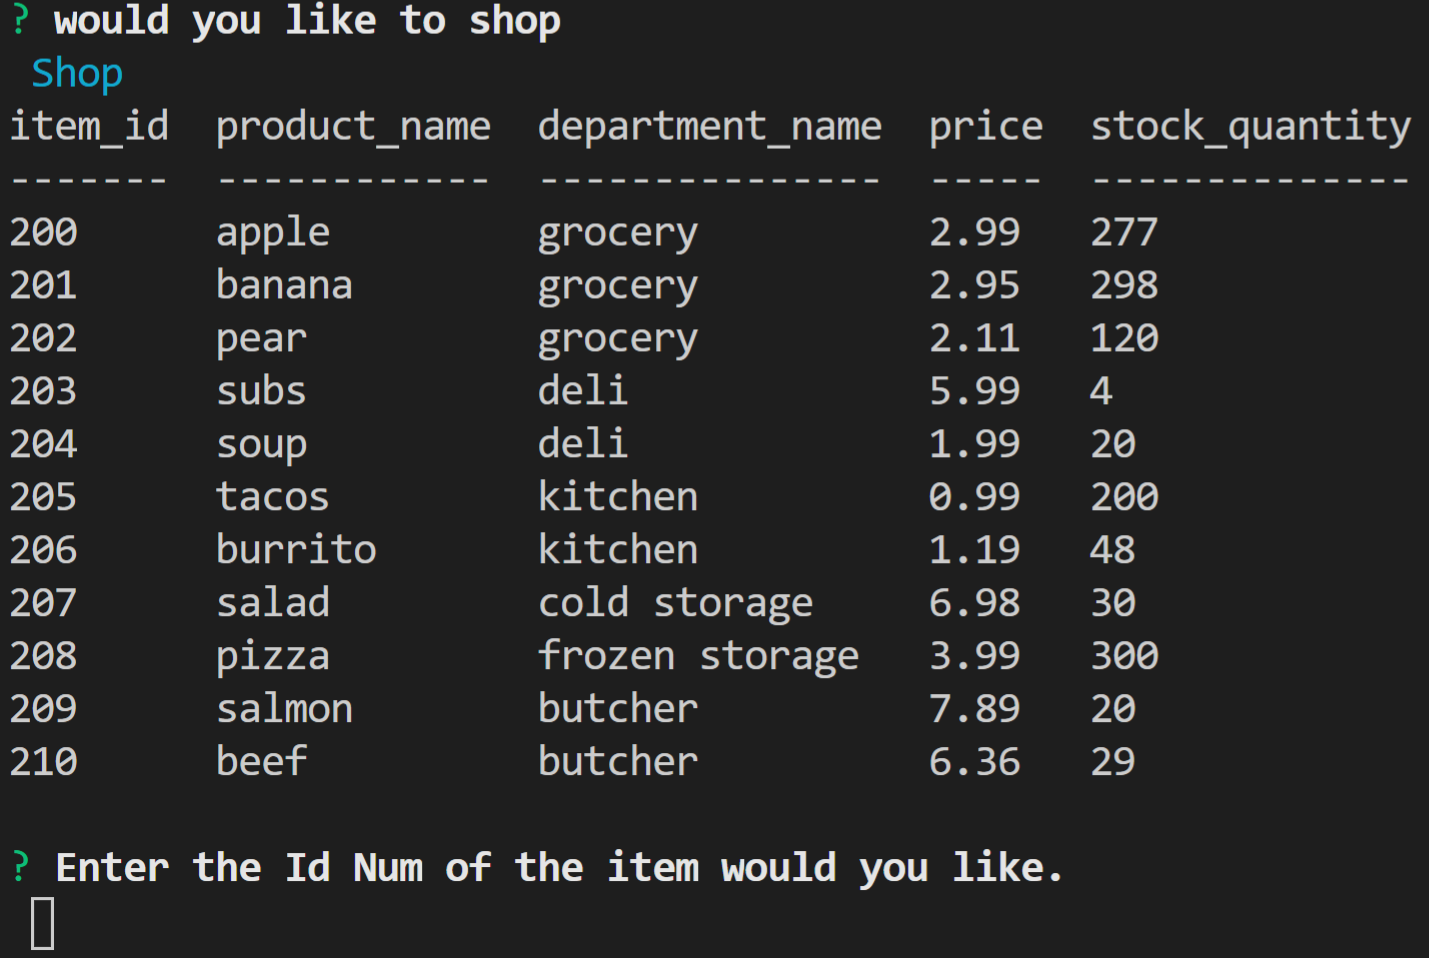 ? would you like to shop
Shop
item_id  product_name  department_name  price  stock_quantity
-------  ------------  ---------------  -----  --------------
200      apple         grocery          2.99   277
201      banana        grocery          2.95   298
202      pear          grocery          2.11   120
203      subs          deli             5.99   4
204      soup          deli             1.99   20
205      tacos         kitchen          0.99   200
206      burrito       kitchen          1.19   48
207      salad         cold storage     6.98   30
208      pizza         frozen storage   3.99   300
209      salmon        butcher          7.89   20
210      beef          butcher          6.36   29
? Enter the Id Num of the item would you like.